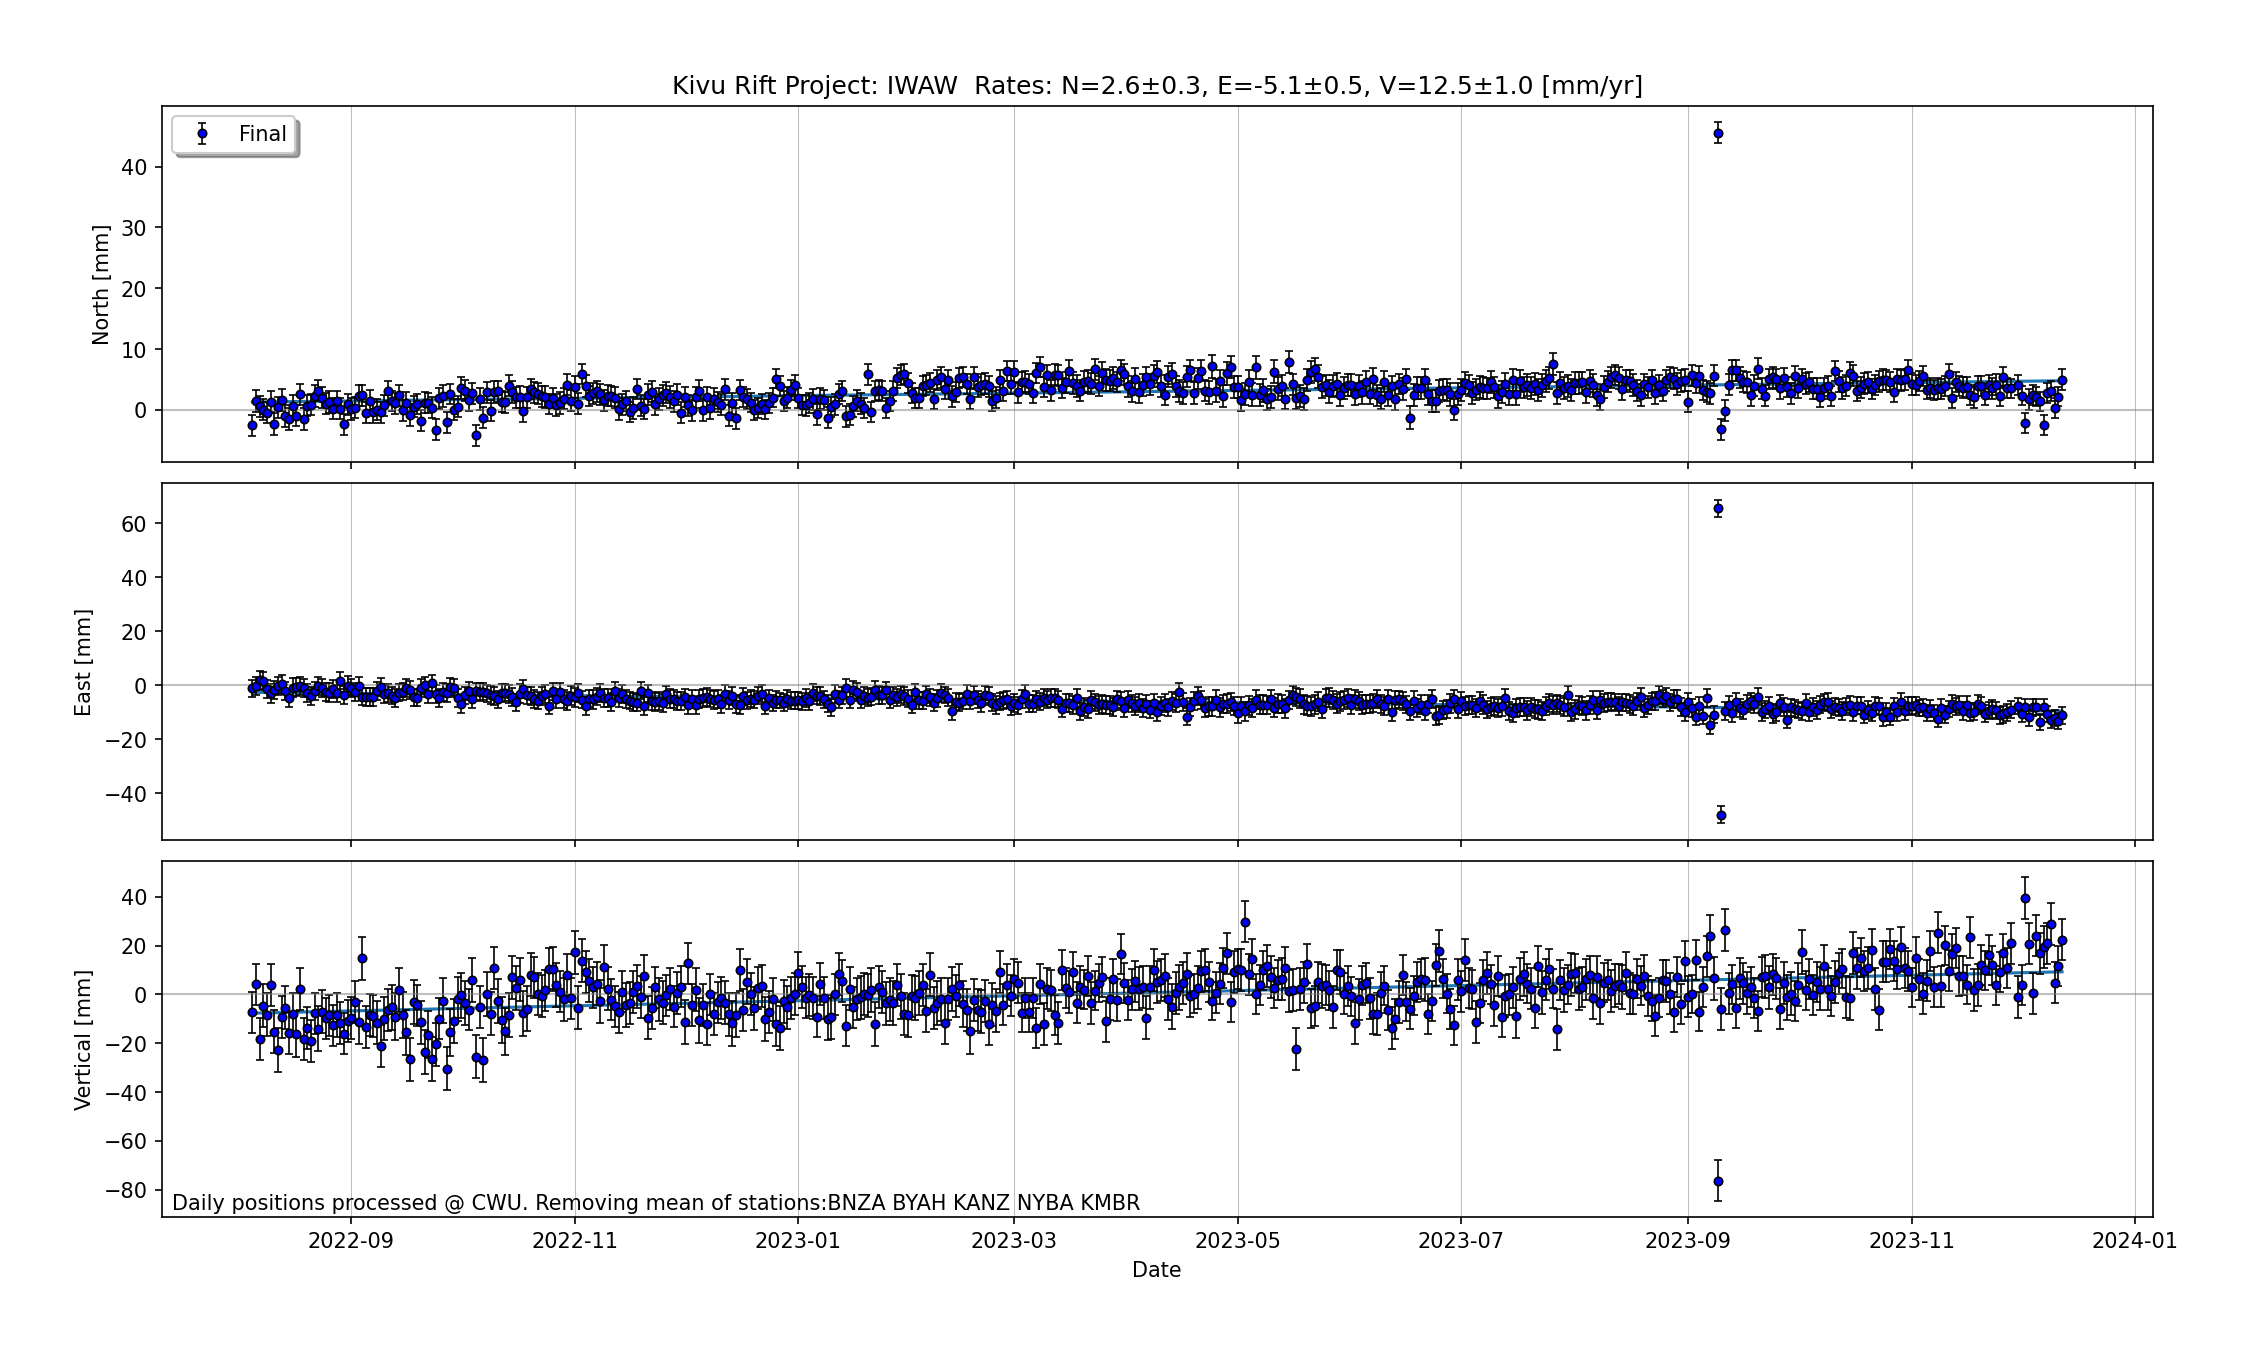 Kivu Rift Project: IWAW  Rates: N=2.6±0.3, E=-5.1±0.5, V=12.5±1.0 [mm/yr]
Final
North [mm]
40
30
20
10
0
East [mm]
60
40
20
0
−20
−40
Vertical [mm]
40
20
0
−20
−40
−60
−80
Daily positions processed @ CWU. Removing mean of stations:BNZA BYAH KANZ NYBA KMBR
2022-09 2022-11 2023-01 2023-03 2023-05 2023-07 2023-09 2023-11 2024-01
Date